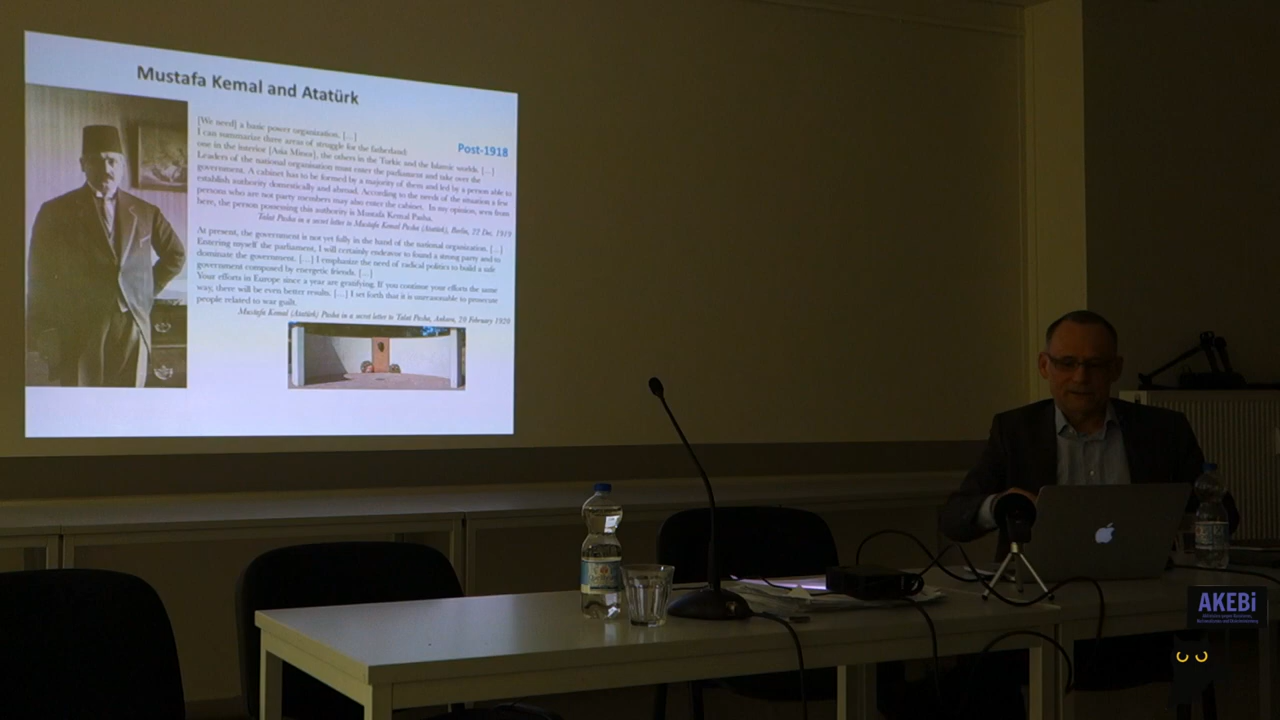 Mustafa Kemal and Atatürk
[We need] a basic power organization. [...]
Post-1918
I can summarize three areas of struggle for the fatherland:
one in the interior [Asia Minor], the others in the Turkic and the Islamic worlds. [...]
Leaders of the national organisation must enter the parliament and take over the
government. A cabinet has to be formed by a majority of them and led by a person able to
establish authority domestically and abroad. According to the needs of the situation a few
persons who are not party members may also enter the cabinet. In my opinion, seen from
here, the person possessing this authority is Mustafa Kemal Pasha.
Talat Pasha in a secret letter to Mustafa Kemal Pasha (Atatürk), Berlin, 22 Dec. 1919
At present, the government is not yet fully in the hand of the national organization. [...]
Entering myself the parliament, I will certainly endeavor to found a strong party and to
dominate the government. [...] I emphasize the need of radical politics to build a safe
government composed by energetic friends. [...]
Your efforts in Europe since a year are gratifying. If you continue your efforts the same
way, there will be even better results. [...] I set forth that it is unreasonable to prosecute
people related to war guilt.
Mustafa Kemal (Atatürk) Pasha in a secret letter to Talat Pasha, Ankara, 29 February 1920
AKEBi